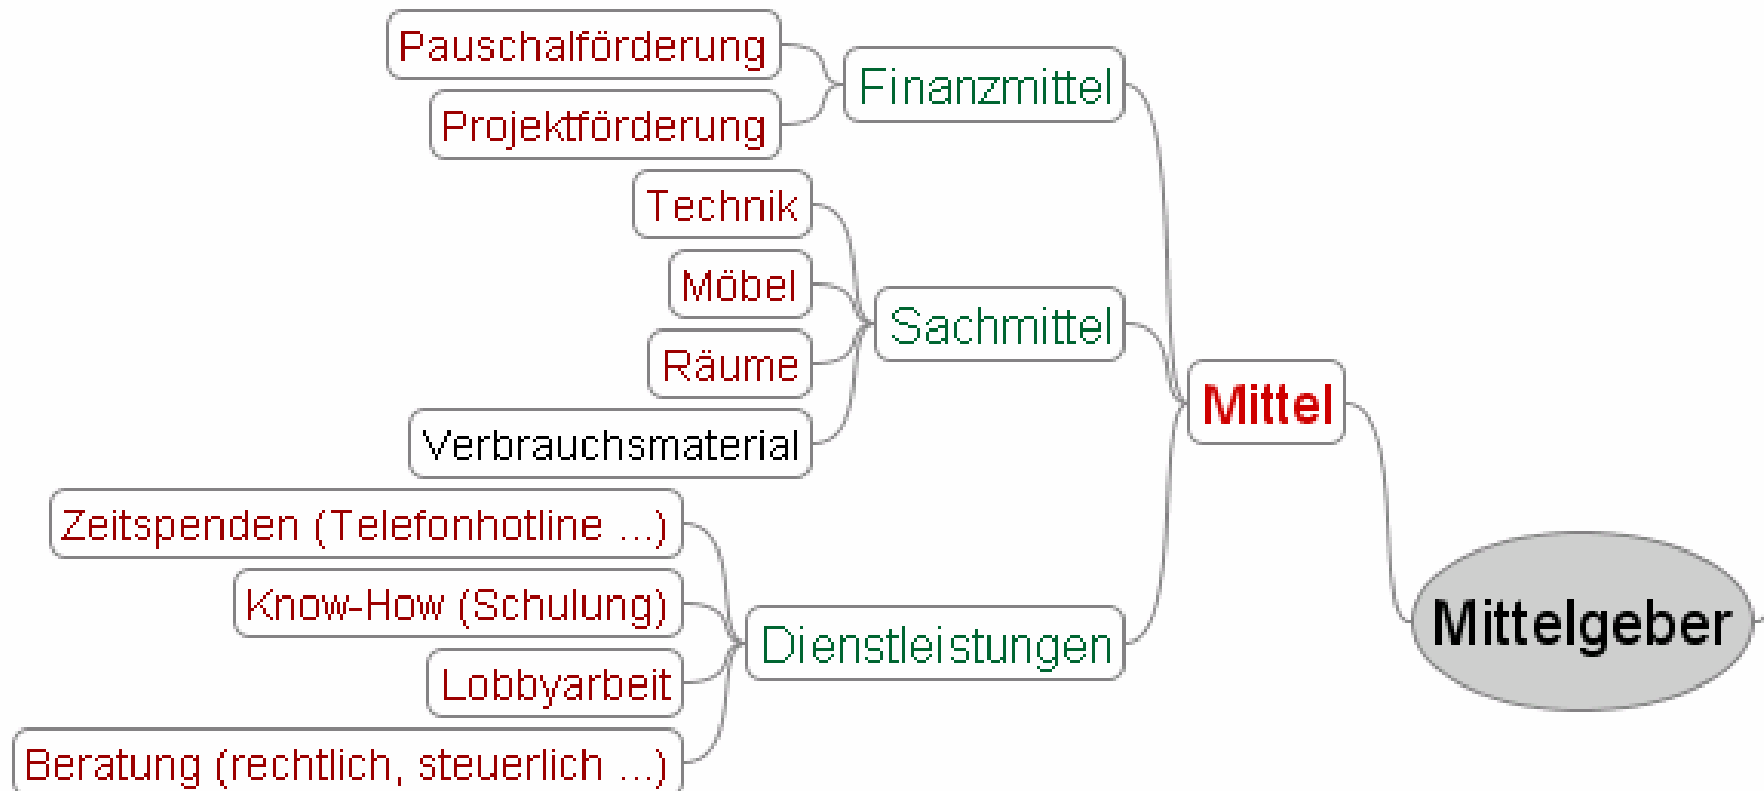 Pauschalförderung
Finanzmittel
Projektförderung
Technik
Möbel
Sachmittel
Räume
Mittel
Verbrauchsmaterial
Zeitspenden (Telefonhotline ...)
Know-How (Schulung)
Mittelgeber
Dienstleistungen
Lobbyarbeit
Beratung (rechtlich, steuerlich ...)